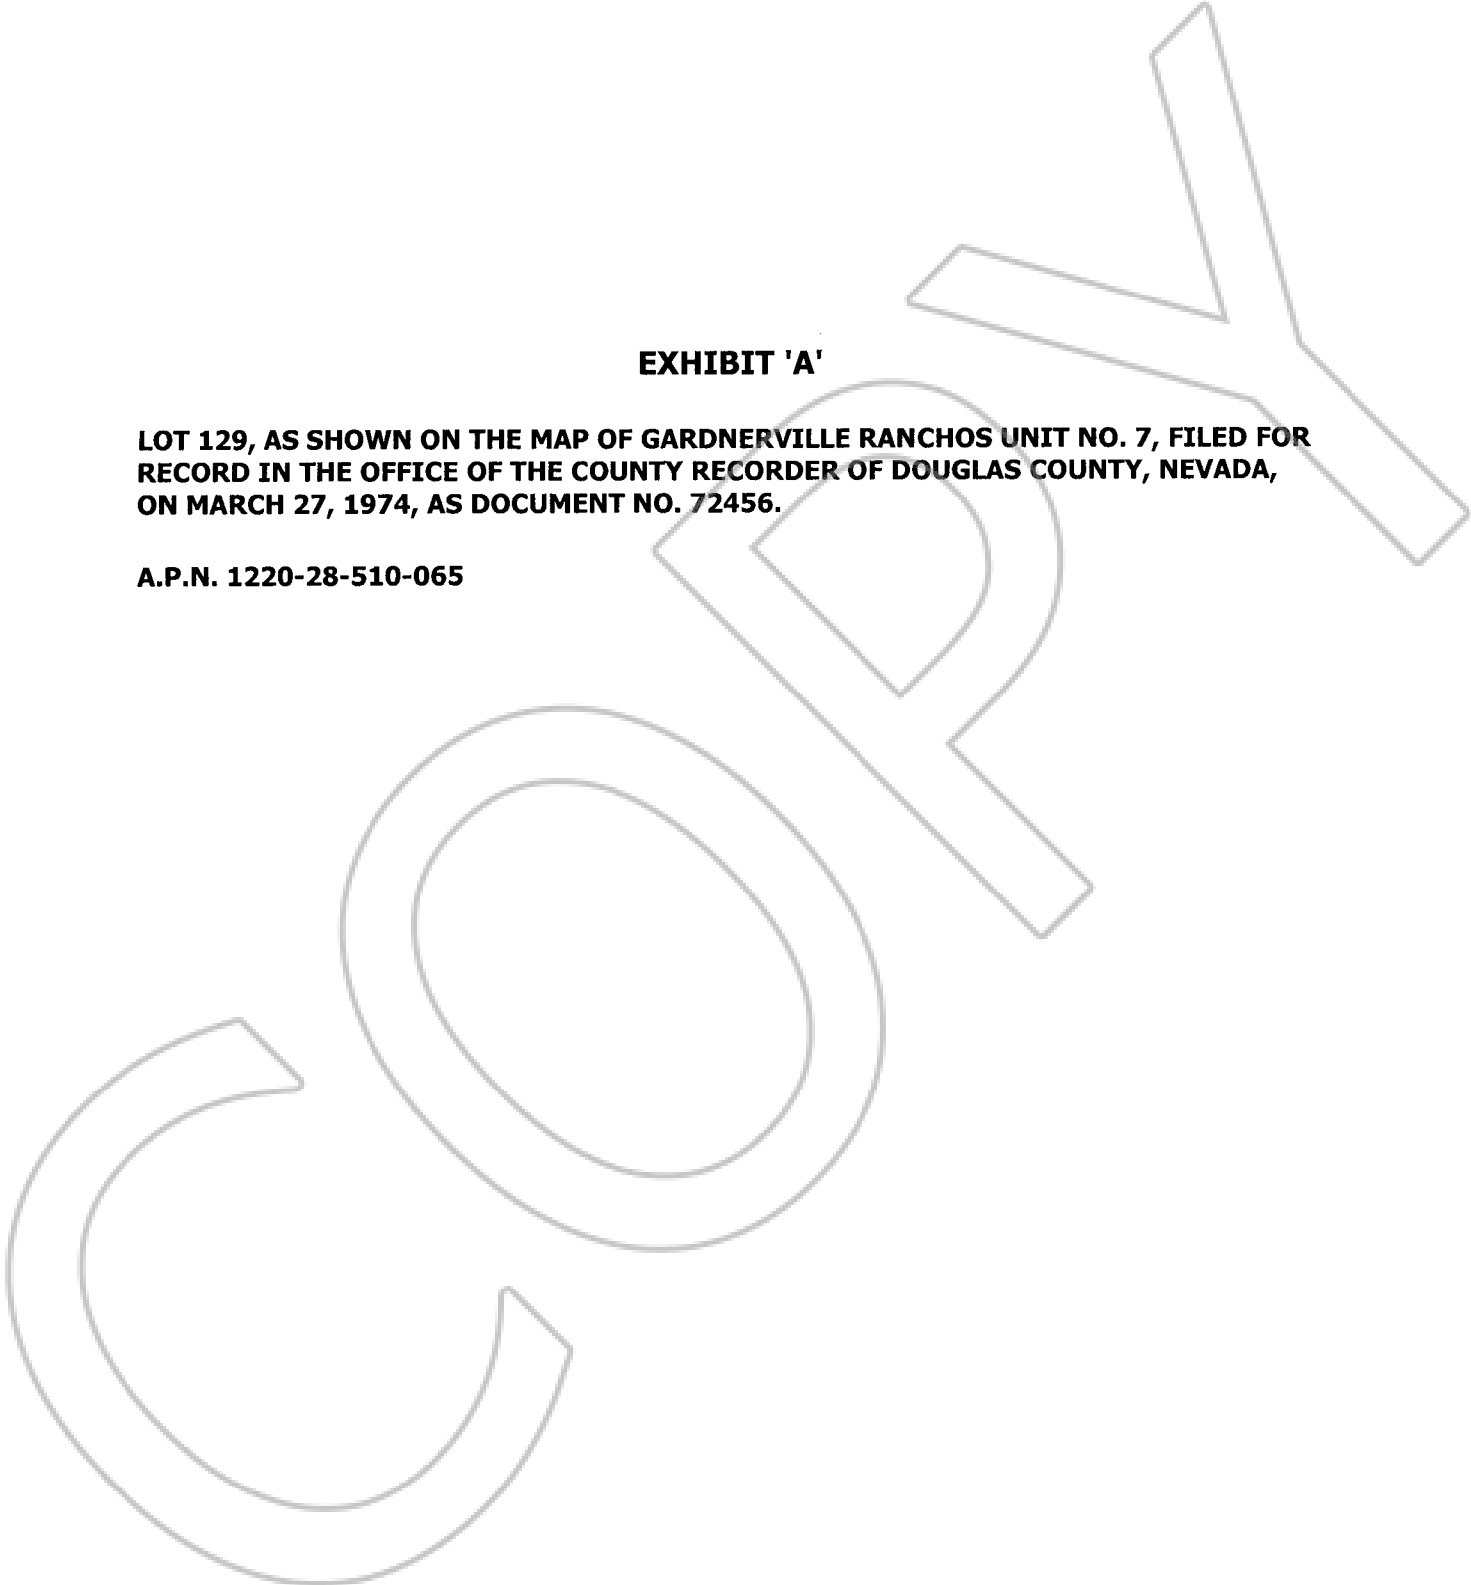 EXHIBIT 'A'
LOT 129, AS SHOWN ON THE MAP OF GARDNERVILLE RANCHOS UNIT NO. 7, FILED FOR
RECORD IN THE OFFICE OF THE COUNTY RECORDER OF DOUGLAS COUNTY, NEVADA,
ON MARCH 27, 1974, AS DOCUMENT NO. 72456.
A.P.N. 1220-28-510-065
COPY